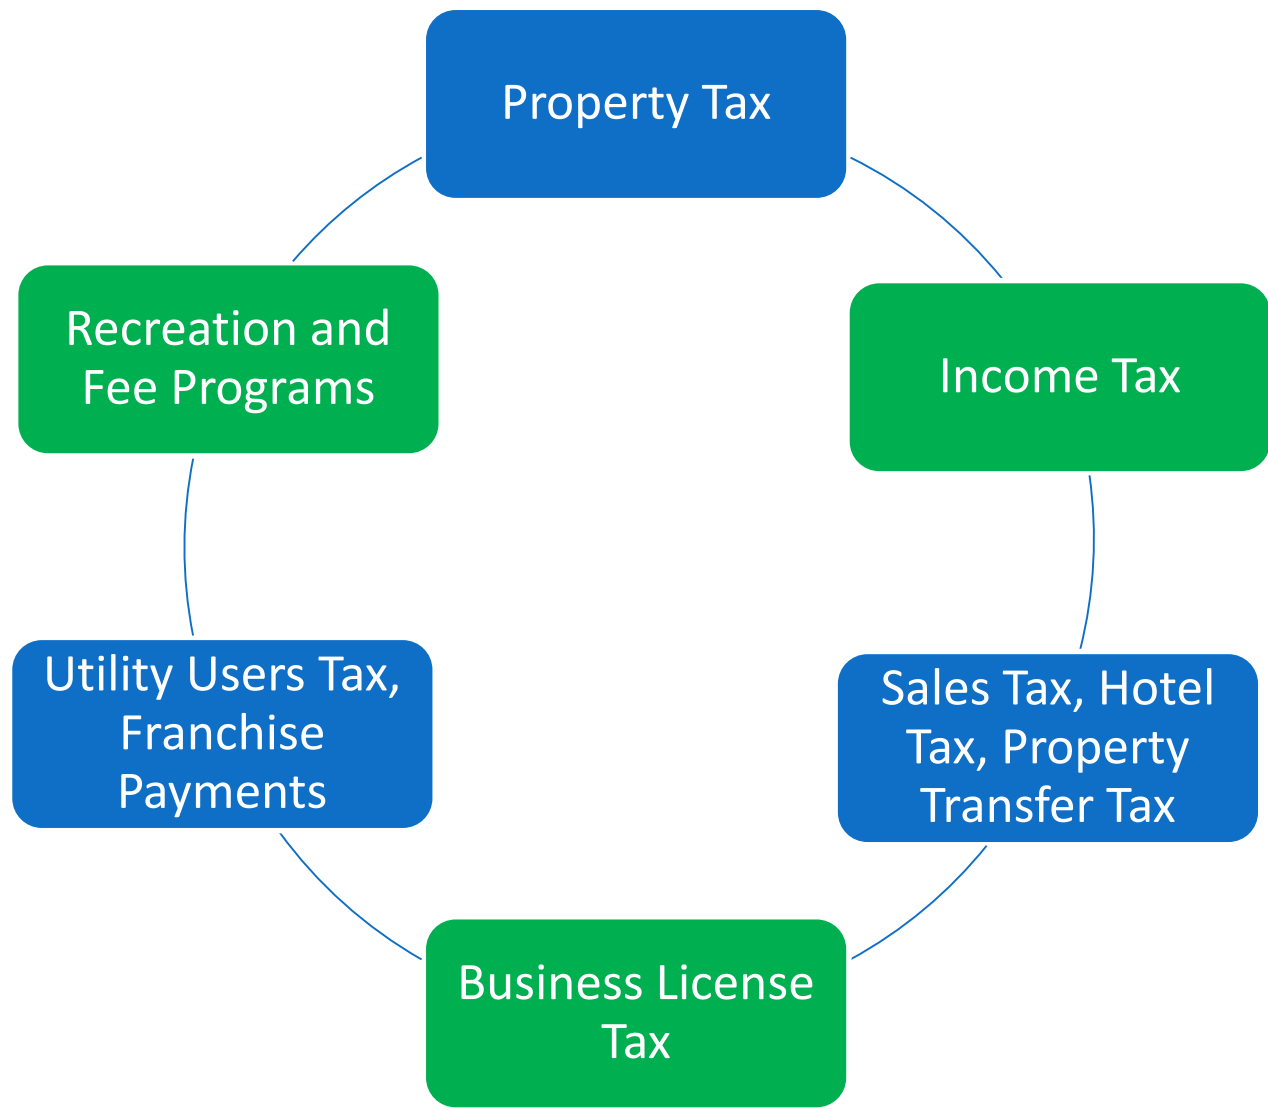 Property Tax
Income Tax
Sales Tax, Hotel
Tax, Property
Transfer Tax
Business License
Tax
Utility Users Tax,
Franchise
Payments
Recreation and
Fee Programs